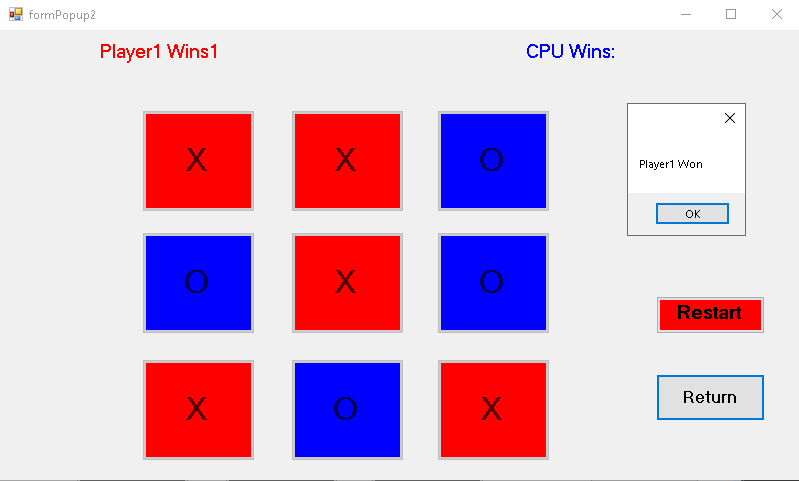 formPopup2
Player1 Wins1
CPU Wins:
X X O
Player1 Won
OK
O X O
Restart
X O X
Return